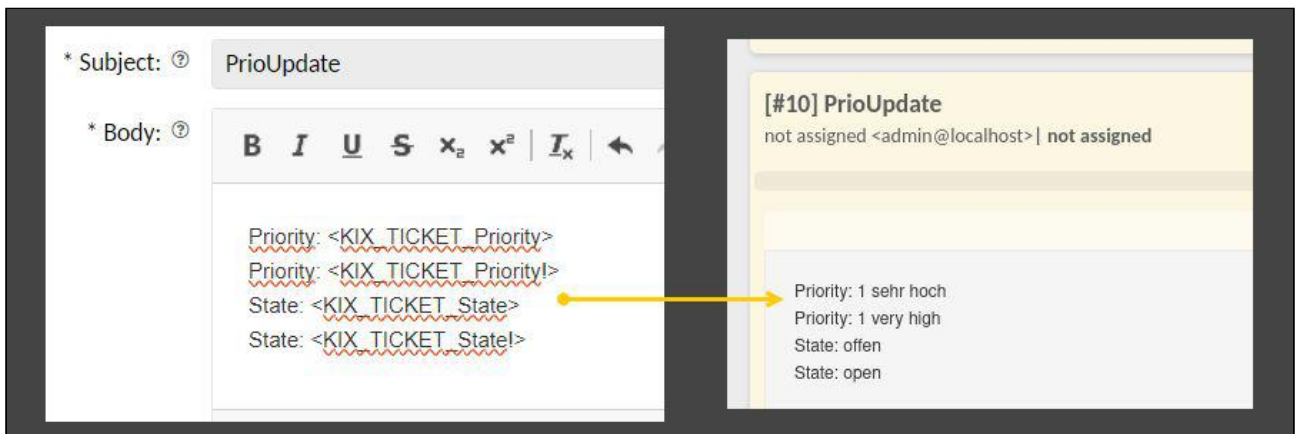 * Subject: PrioUpdate
* Body:
B I U S x₂ x² Tx
Priority: <KIX_TICKET_Priority>
Priority: <KIX_TICKET_Priority!>
State: <KIX_TICKET_State>
State: <KIX_TICKET_State!>
[#10] PrioUpdate
not assigned <admin@localhost>| not assigned
Priority: 1 sehr hoch
Priority: 1 very high
State: offen
State: open